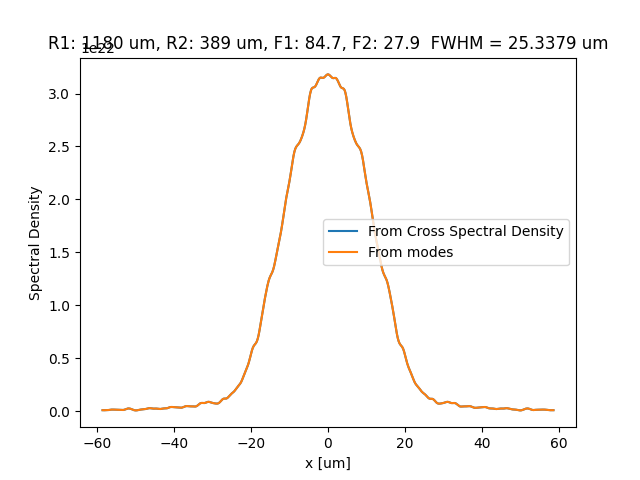 R1: 1180 um, R2: 389 um, F1: 84.7, F2: 27.9  FWHM = 25.3379 um
1e22
3.0
2.5
2.0
1.5
1.0
0.5
0.0
Spectral Density
From Cross Spectral Density
From modes
−60 −40 −20 0 20 40 60
x [um]